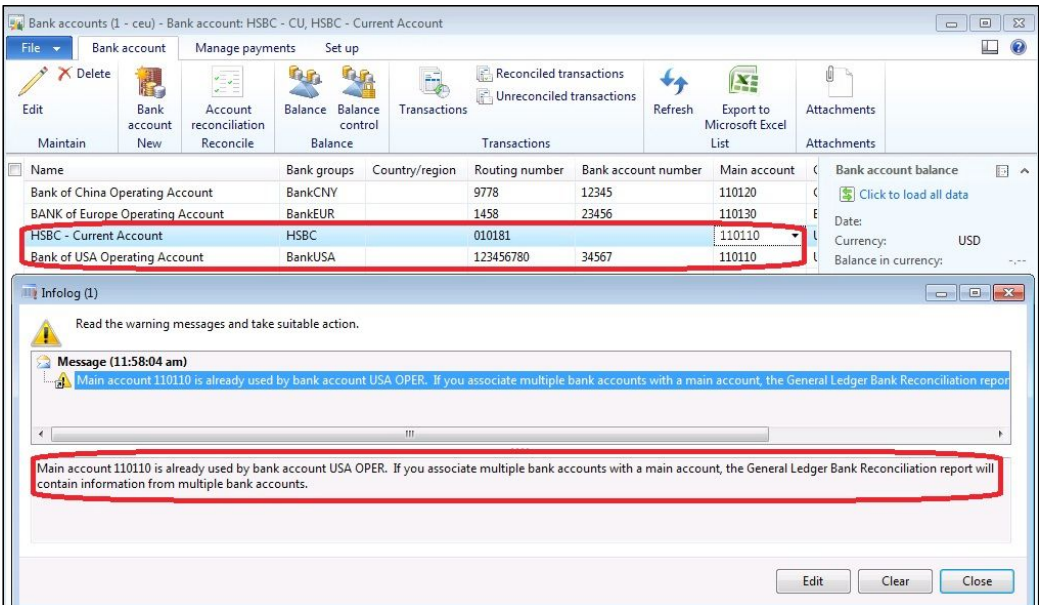 Bank accounts (1 - ceu) - Bank account: HSBC - CU, HSBC - Current Account
File Bank account Manage payments Set up
Edit
Delete
Maintain
Bank account
New
Account reconciliation
Reconcile
Balance
Balance control
Balance
Transactions
Reconciled transactions
Unreconciled transactions
Transactions
Refresh
Export to Microsoft Excel
List
Attachments
Attachments
Name Bank groups Country/region Routing number Bank account number Main account
Bank of China Operating Account BankCNY 9778 12345 110120
BANK of Europe Operating Account BankEUR 1458 23456 110130
HSBC - Current Account HSBC 010181 110110
Bank of USA Operating Account BankUSA 123456780 34567 110110
Bank account balance
Click to load all data
Date:
Currency: USD
Balance in currency: -,--
Infolog (1)
Read the warning messages and take suitable action.
Message (11:58:04 am)
Main account 110110 is already used by bank account USA OPER. If you associate multiple bank accounts with a main account, the General Ledger Bank Reconciliation repor
Main account 110110 is already used by bank account USA OPER. If you associate multiple bank accounts with a main account, the General Ledger Bank Reconciliation report will
contain information from multiple bank accounts.
Edit Clear Close